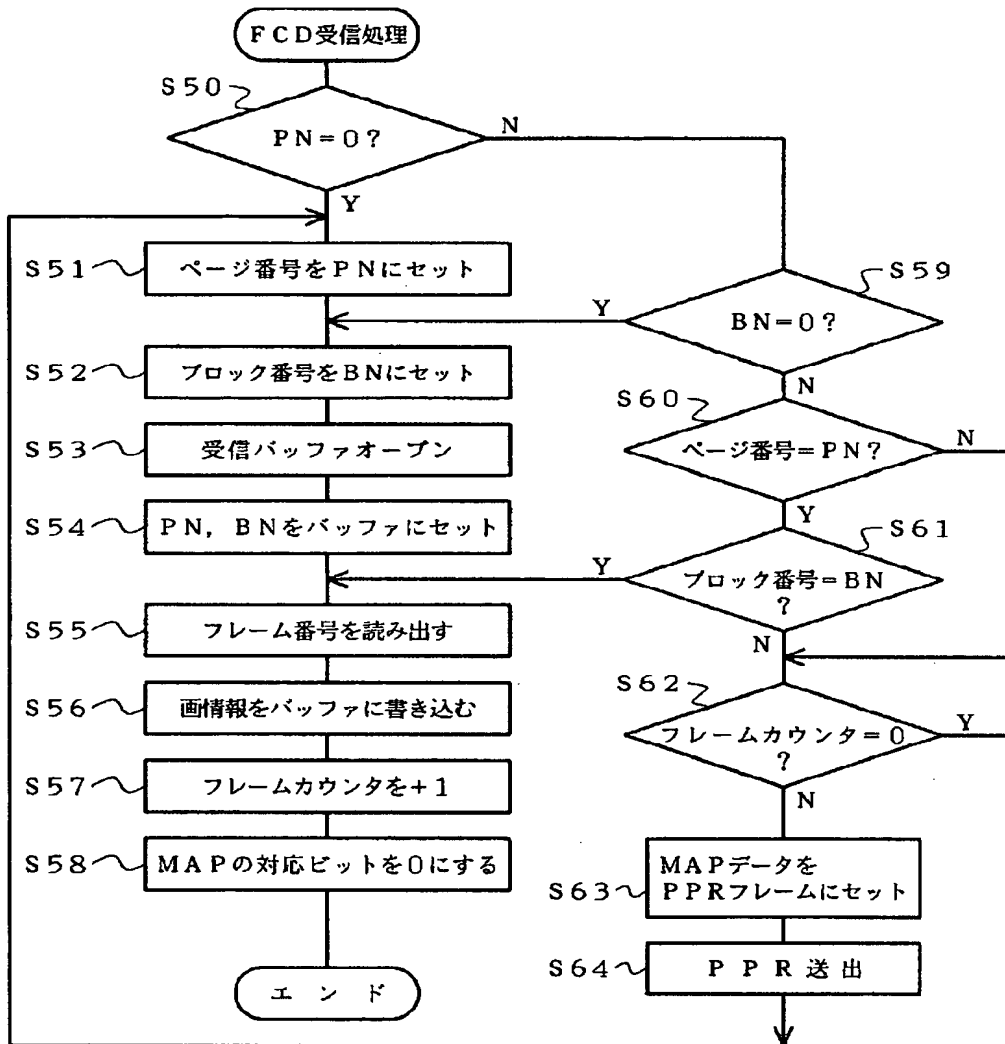 FCD受信処理
S50
PN=0?
N
Y
S51
ページ番号をPNにセット
S59
BN=0?
Y
N
S52
ブロック番号をBNにセット
S60
ページ番号=PN?
N
Y
S53
受信バッファオープン
S54
PN,BNをバッファにセット
S61
ブロック番号=BN
?
Y
N
S55
フレーム番号を読み出す
S56
画情報をバッファに書き込む
S62
フレームカウンタ=0
?
Y
N
S57
フレームカウンタを+1
S58
MAPの対応ビットを0にする
S63
MAPデータを
PPRフレームにセット
S64
PPR送出
エンド